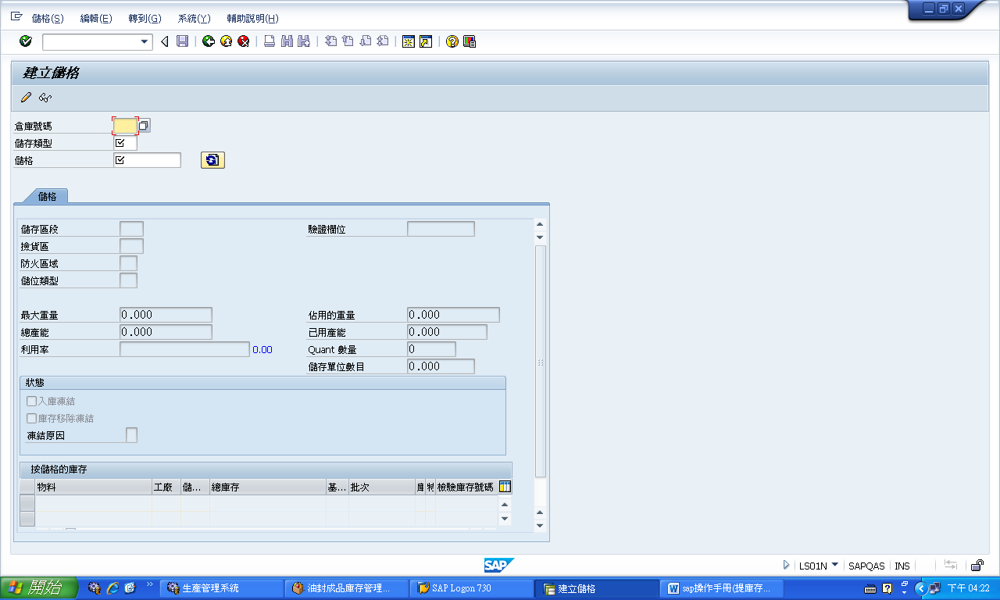 儲格(S) 編輯(E) 轉到(G) 系統(Y) 輔助說明(H)
建立儲格
倉庫號碼
儲存類型
儲格
儲格
儲存區段 驗證欄位
撿貨區
防火區域
儲位類型
最大重量 0.000 佔用的重量 0.000
總產能 0.000 已用產能 0.000
利用率 0.00 Quant 數量 0
儲存單位數目 0.000
狀態
入庫凍結
庫存移除凍結
凍結原因
按儲格的庫存
物料 工廠 儲... 總庫存 基... 批次 檢驗庫存號碼
SAP LS01N SAPQAS INS
開始 生產管理系統 油封成品庫存管理... SAP Logon 730 建立儲格 sap操作手冊(提庫存... 下午 04:22